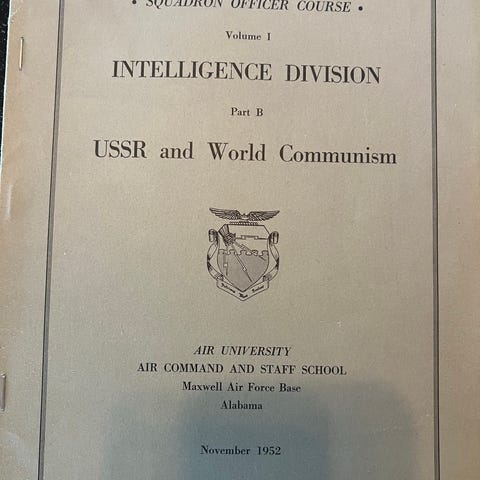 • SQUADRON OFFICER COURSE •
Volume I
INTELLIGENCE DIVISION
Part B
USSR and World Communism
AIR UNIVERSITY
AIR COMMAND AND STAFF SCHOOL
Maxwell Air Force Base
Alabama
November 1952